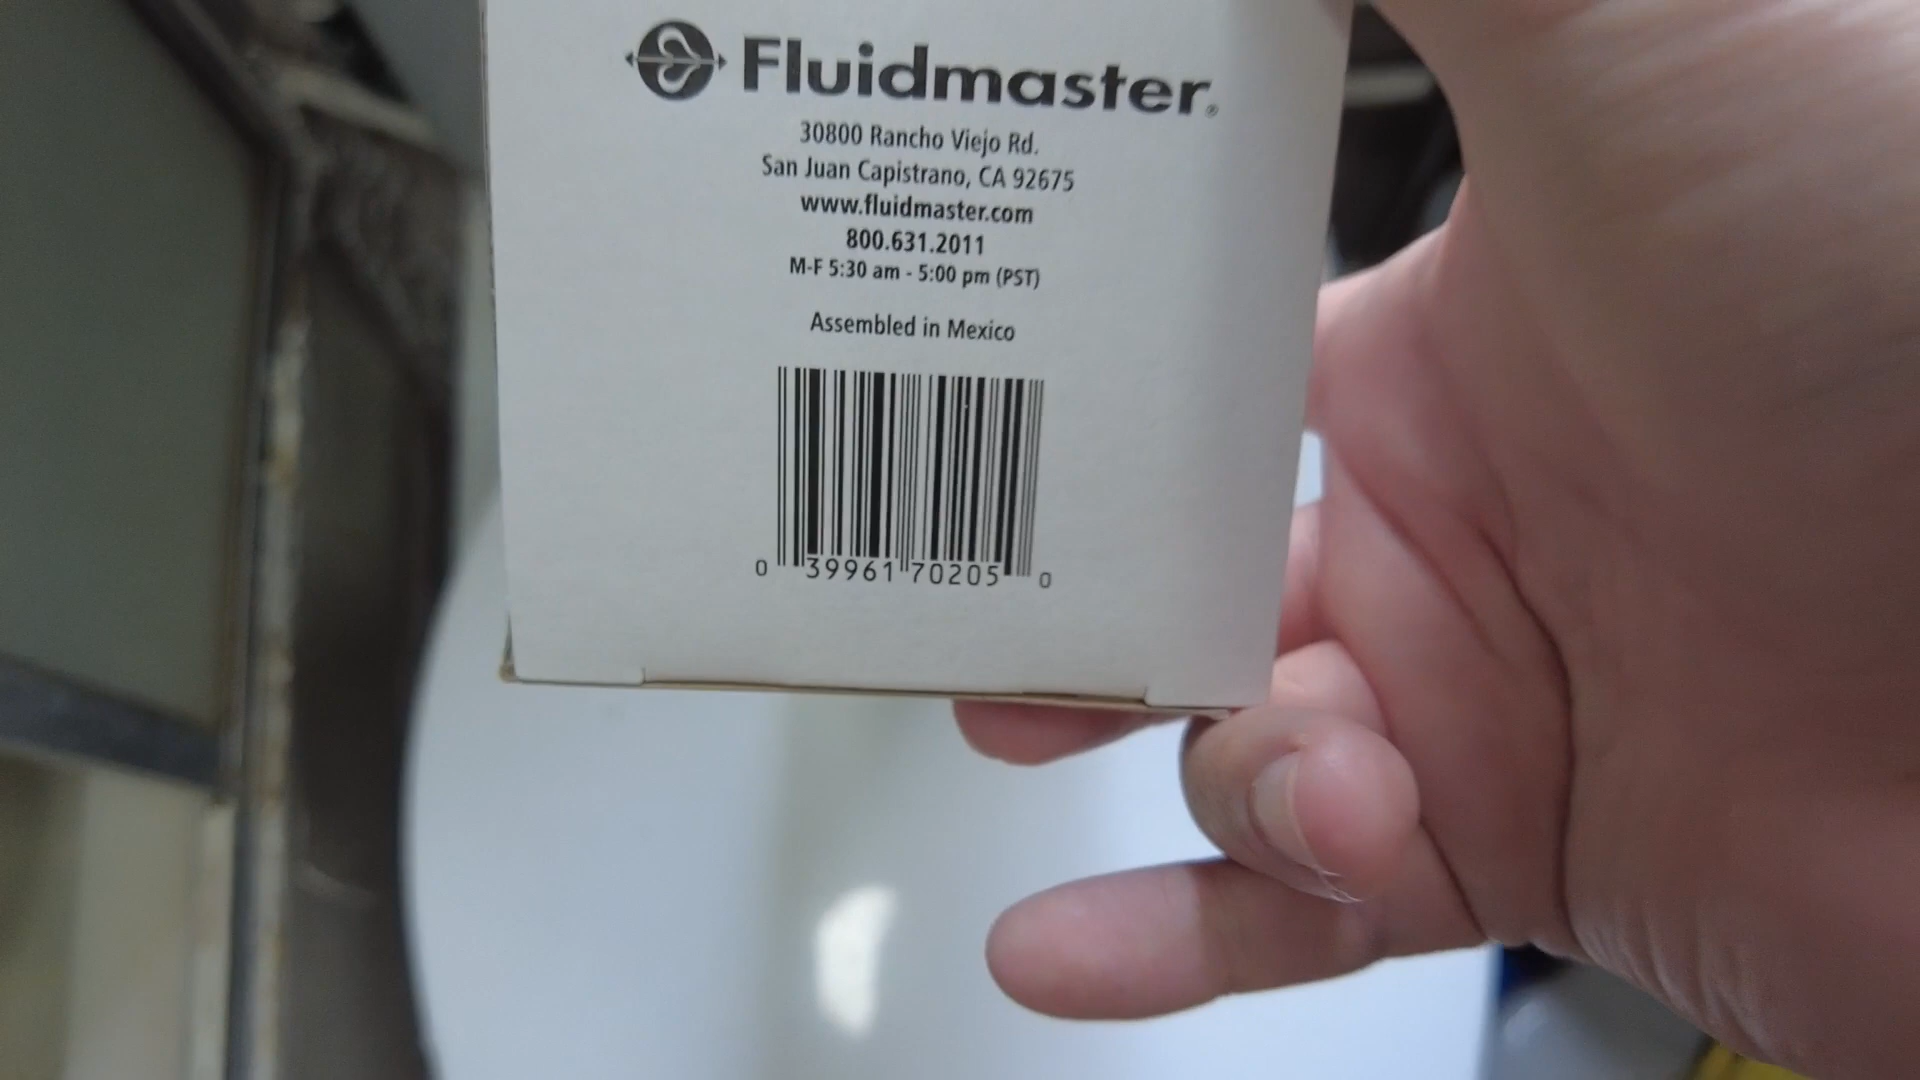 Fluidmaster®
30800 Rancho Viejo Rd.
San Juan Capistrano, CA 92675
www.fluidmaster.com
800.631.2011
M-F 5:30 am - 5:00 pm (PST)
Assembled in Mexico
0 39961 70205 0